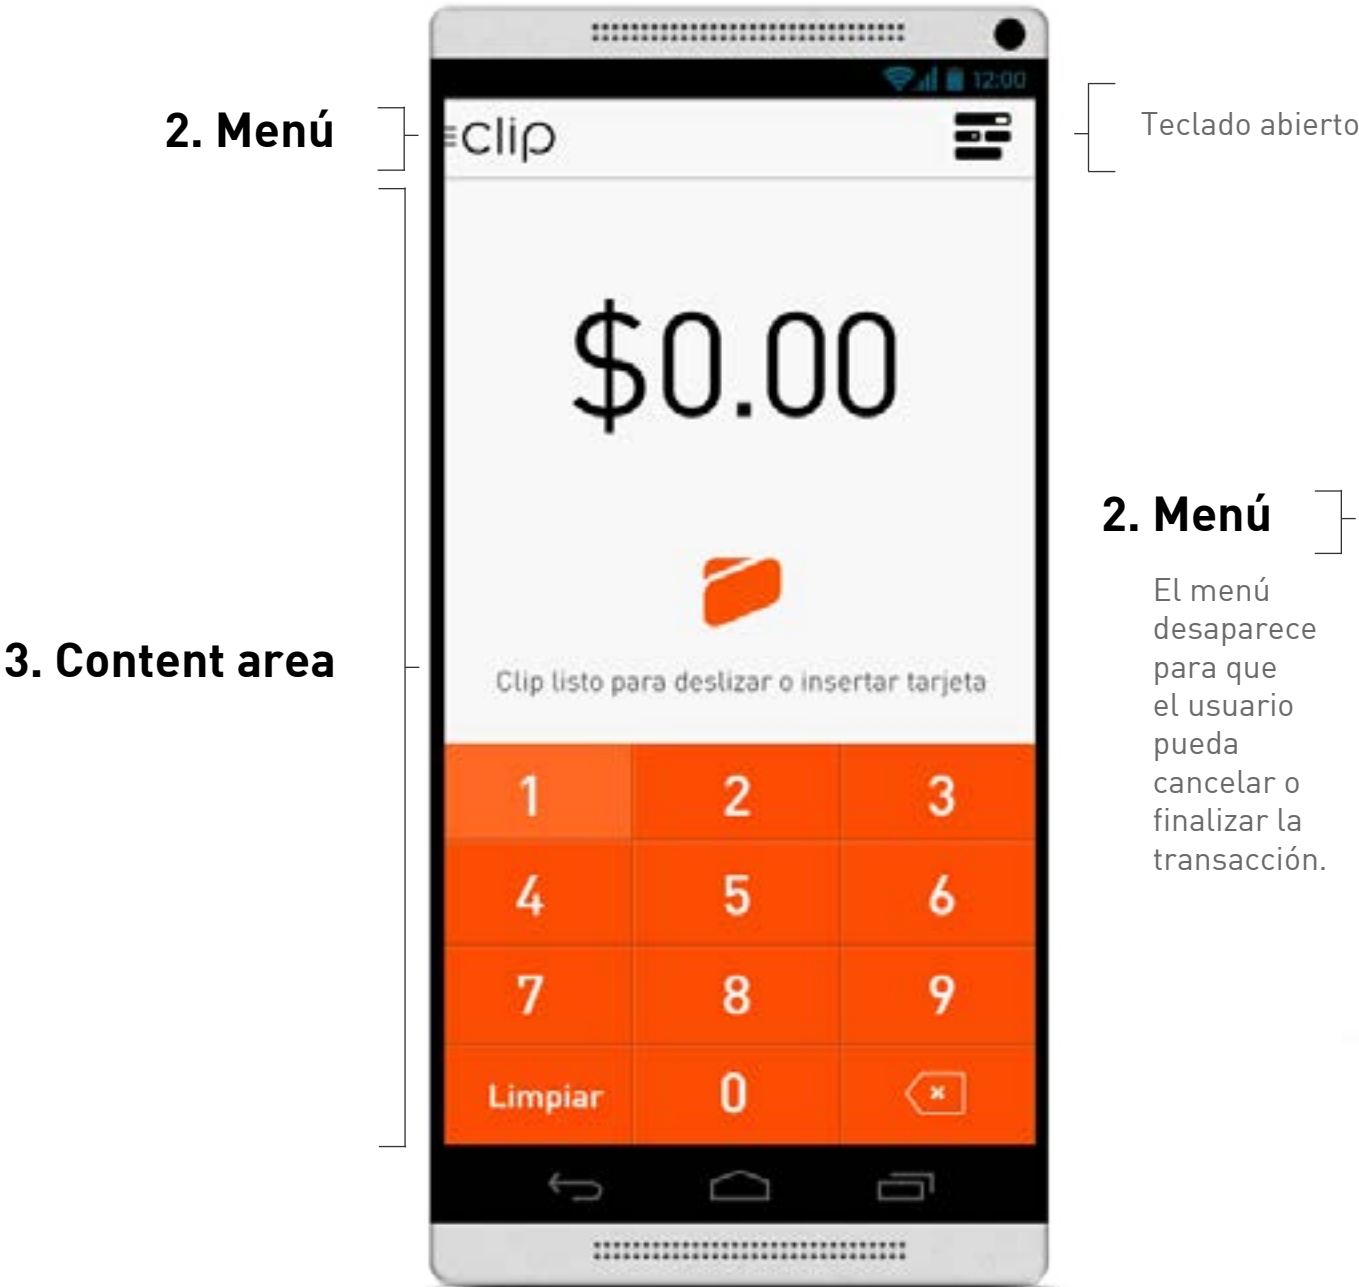 12:00
2. Menú
clip
Teclado abierto
$0.00
2. Menú
El menú
desaparece
para que
el usuario
pueda
cancelar o
finalizar la
transacción.
3. Content area
Clip listo para deslizar o insertar tarjeta
1 2 3
4 5 6
7 8 9
Limpiar 0